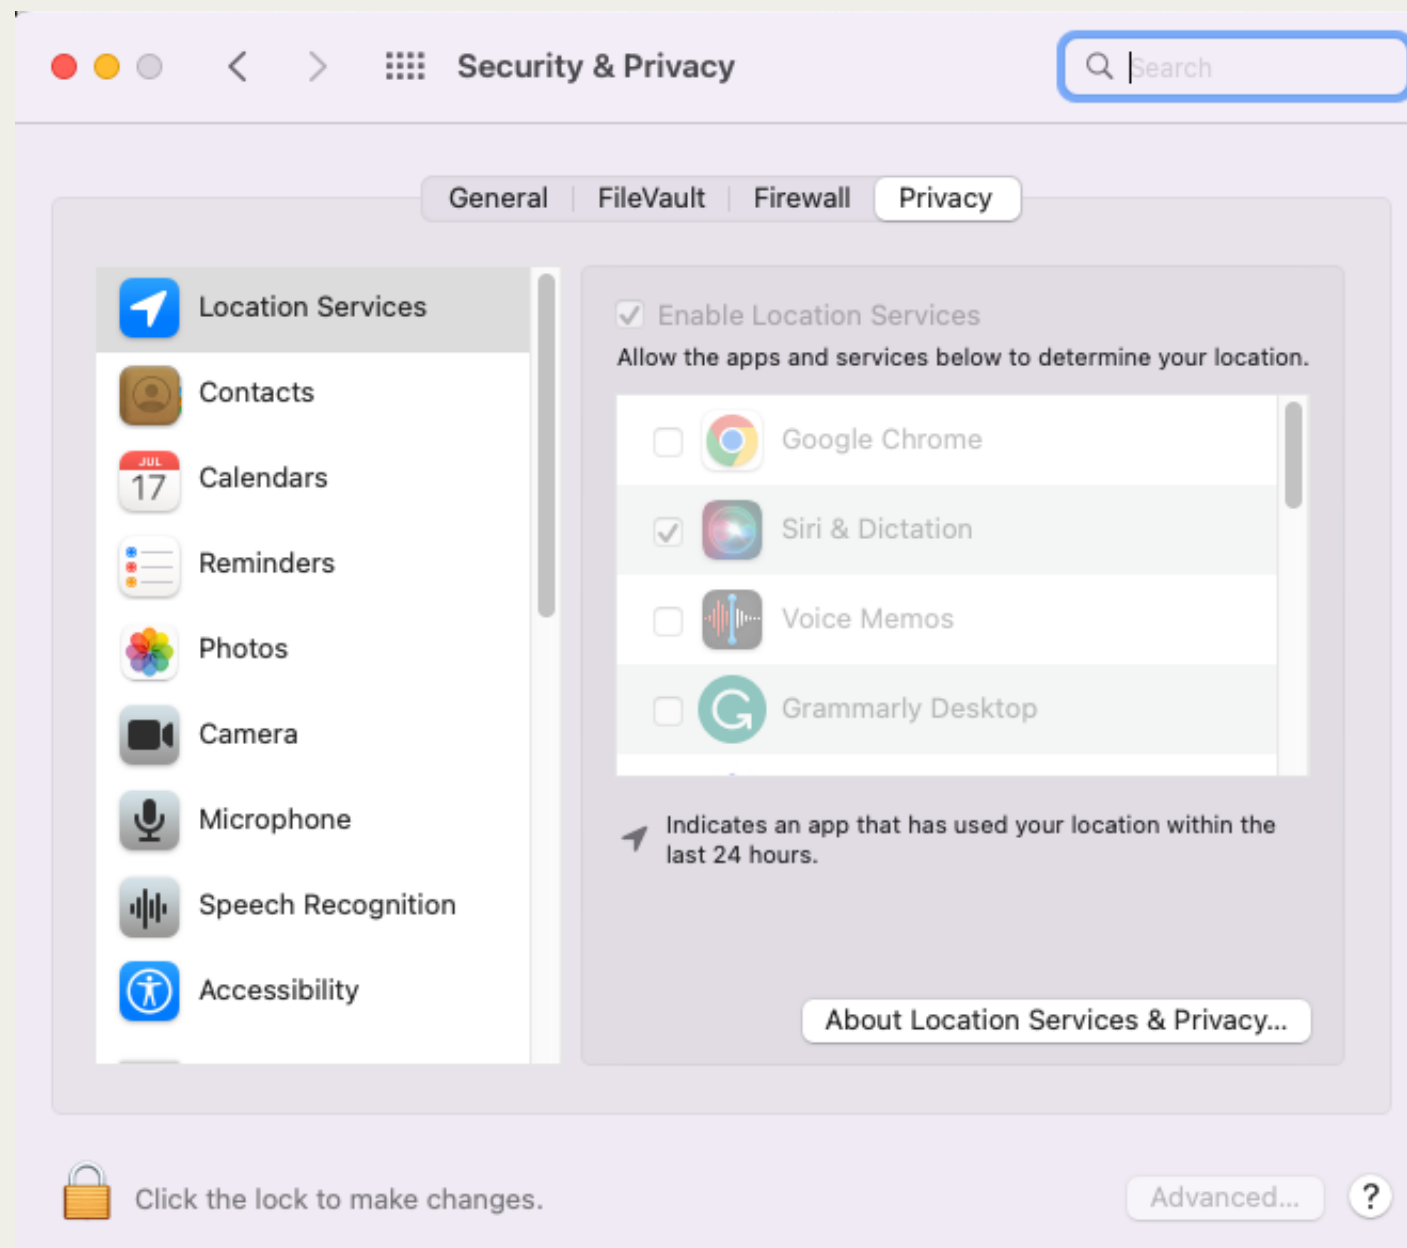 Security & Privacy
Search
General FileVault Firewall Privacy
Location Services
Contacts
JUL
17
Calendars
Reminders
Photos
Camera
Microphone
Speech Recognition
Accessibility
Enable Location Services
Allow the apps and services below to determine your location.
Google Chrome
Siri & Dictation
Voice Memos
G
Grammarly Desktop
Indicates an app that has used your location within the
last 24 hours.
About Location Services & Privacy...
Click the lock to make changes.
Advanced...
?